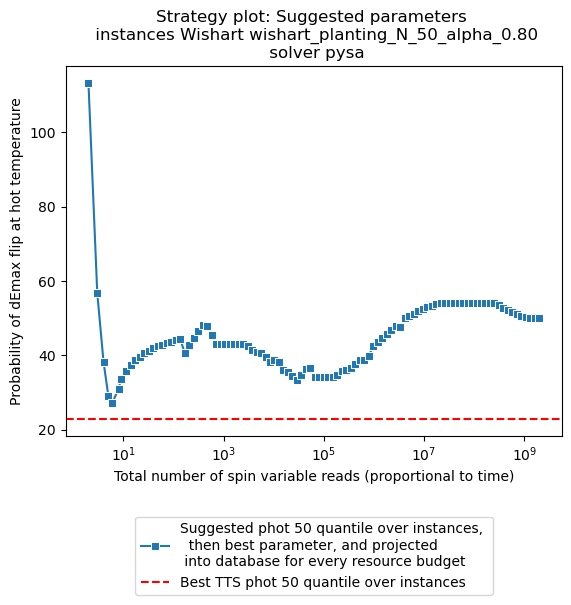 Strategy plot: Suggested parameters
instances Wishart wishart_planting_N_50_alpha_0.80
solver pysa
Probability of dEmax flip at hot temperature
100
80
60
40
20
10^1
10^3
10^5
10^7
10^9
Total number of spin variable reads (proportional to time)
Suggested phot 50 quantile over instances,
then best parameter, and projected
into database for every resource budget
Best TTS phot 50 quantile over instances